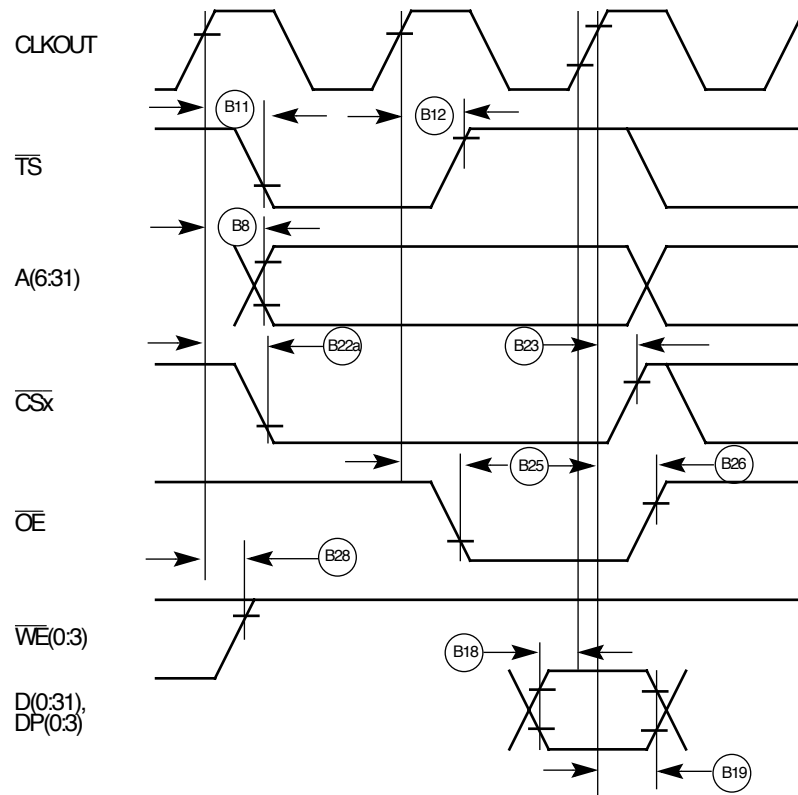 CLKOUT
B11
B12
TS
B8
A(6:31)
B22a
B23
CSx
B25
B26
OE
B28
WE(0:3)
B18
D(0:31),
DP(0:3)
B19